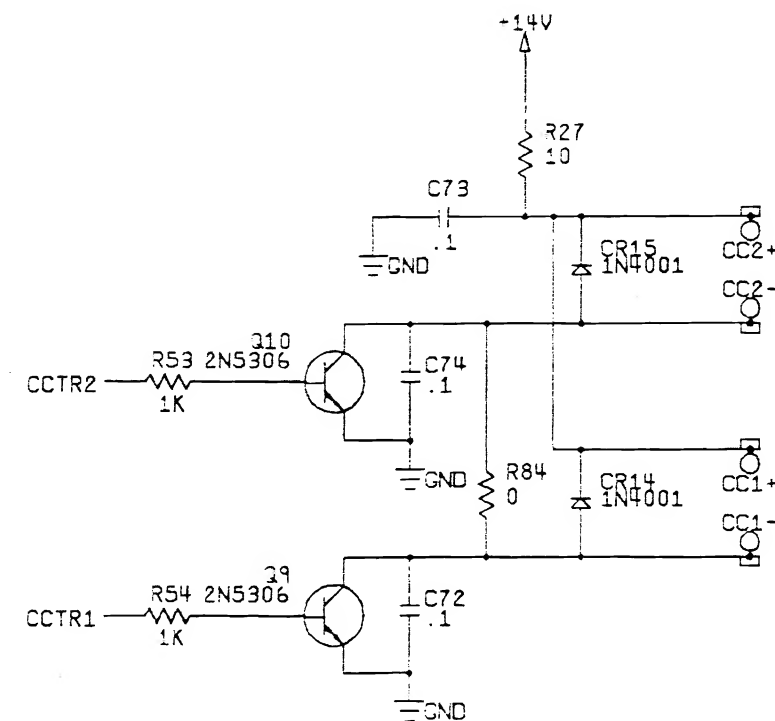 +14V
R27
10
C73
.1
GND
CR15
1N4001
CC2+
CC2-
Q10
R53 2N5306
CCTR2
1K
C74
.1
GND
R84
0
CR14
1N4001
CC1+
CC1-
Q9
R54 2N5306
CCTR1
1K
C72
.1
GND